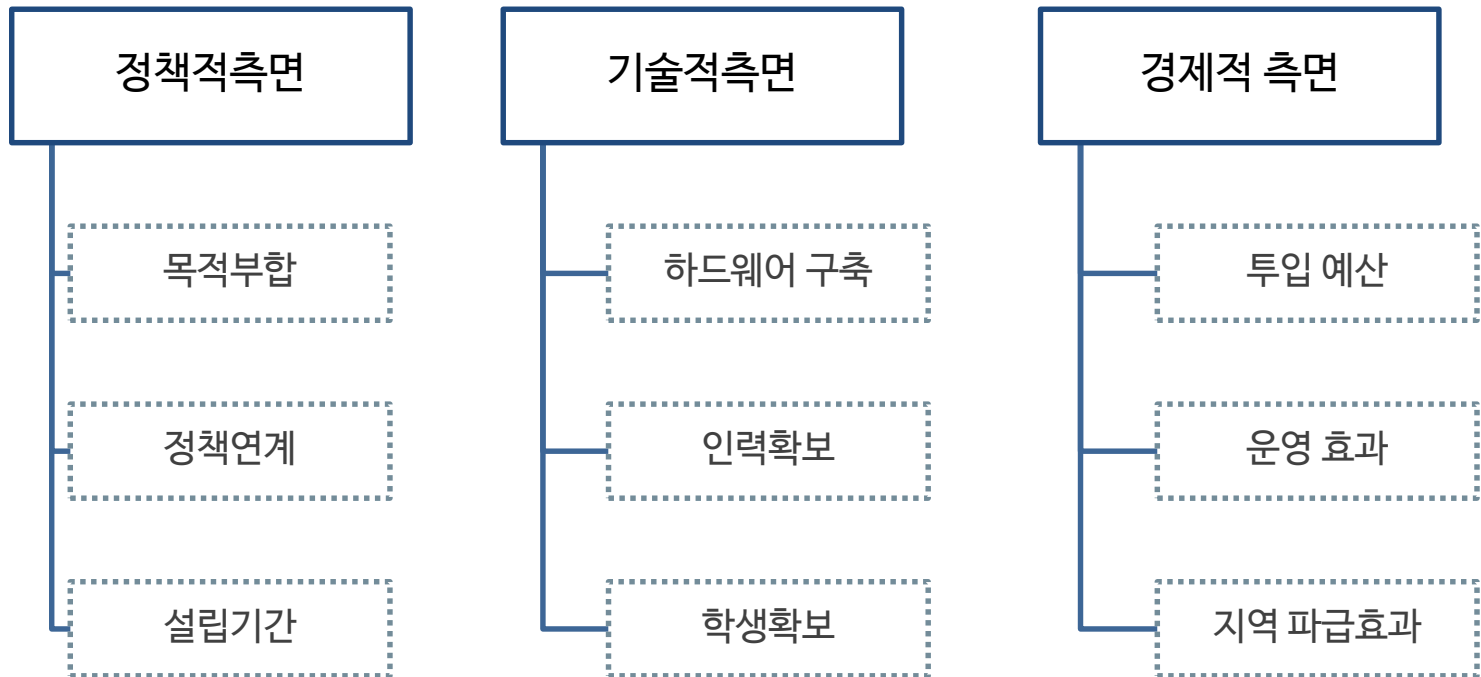 정책적측면
목적부합
정책연계
설립기간
기술적측면
하드웨어 구축
인력확보
학생확보
경제적 측면
투입 예산
운영 효과
지역 파급효과